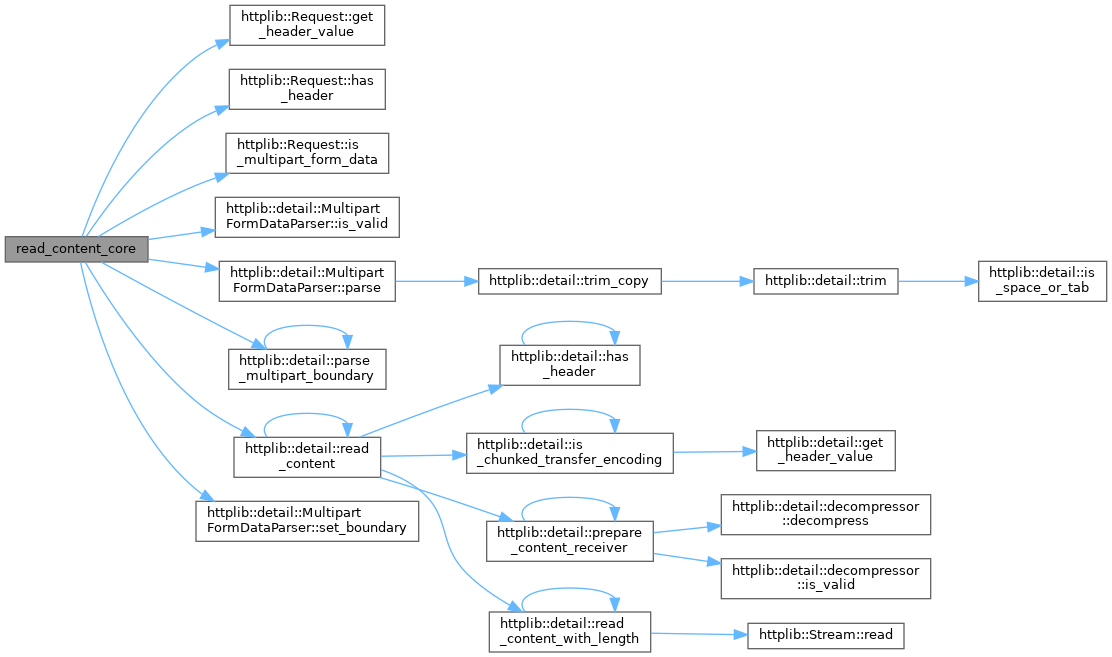 httplib::Request::get
_header_value
httplib::Request::has
_header
httplib::Request::is
_multipart_form_data
httplib::detail::Multipart
FormDataParser::is_valid
read_content_core
httplib::detail::Multipart
FormDataParser::parse
httplib::detail::trim_copy
httplib::detail::trim
httplib::detail::is
_space_or_tab
httplib::detail::parse
_multipart_boundary
httplib::detail::has
_header
httplib::detail::read
_content
httplib::detail::is
_chunked_transfer_encoding
httplib::detail::get
_header_value
httplib::detail::Multipart
FormDataParser::set_boundary
httplib::detail::prepare
_content_receiver
httplib::detail::decompressor
::decompress
httplib::detail::decompressor
::is_valid
httplib::detail::read
_content_with_length
httplib::Stream::read